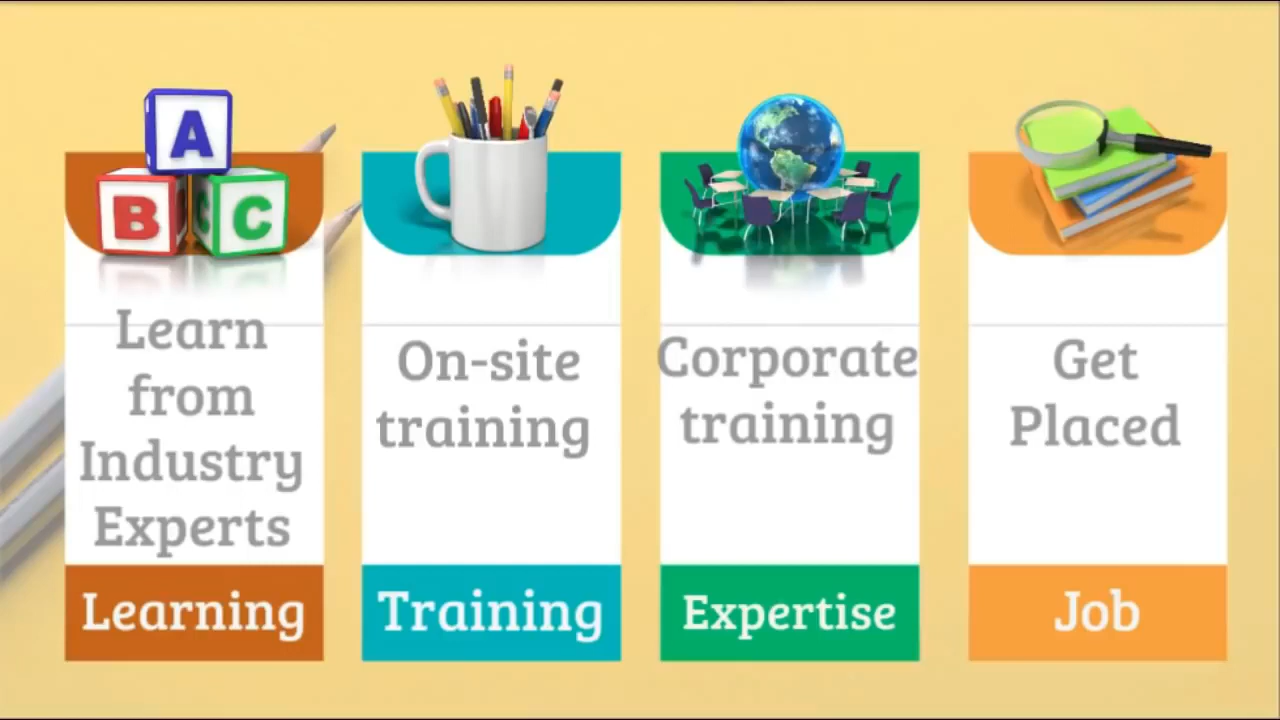 A
B C
Learn
from
Industry
Experts
Learning
On-site
training
Training
Corporate
training
Expertise
Get
Placed
Job